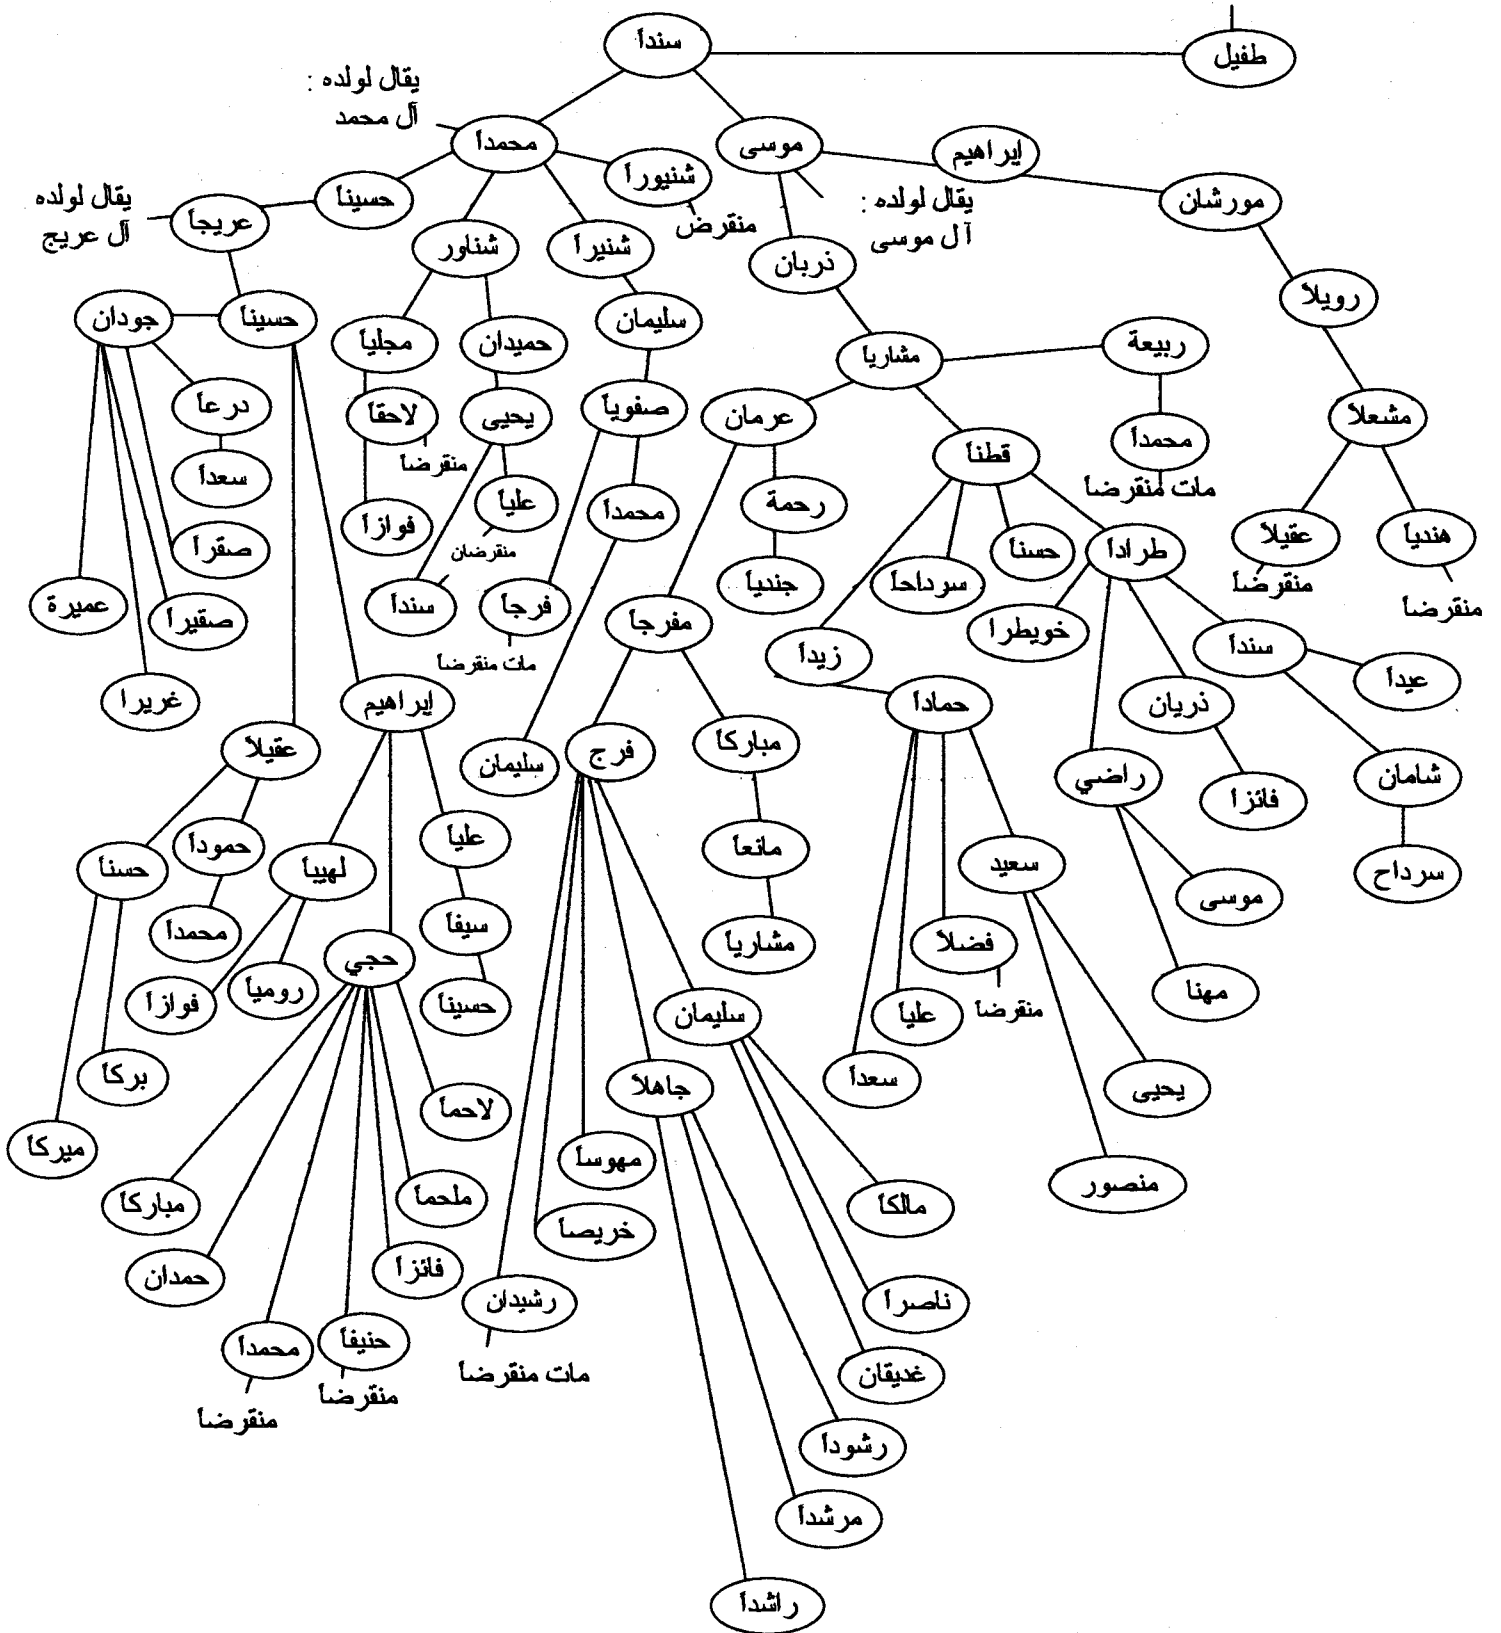 سنداً
طفيل
يقال لولده :
آل محمد
محمداً
موسى
إبراهيم
شنيوراً
منقرض
حسيناً
مورشان
يقال لولده :
آل موسى
يقال لولده
آل عريج
عريجاً
شناور
شنيراً
ذربان
رويلاً
جودان
حسيناً
مجلياً
حميدان
سليمان
مشاريا
ربيعة
درعاً
لاحقاً
منقرضاً
يحيى
صفوياً
عرمان
قطناً
محمداً
مات منقرضاً
مشعلاً
سعداً
فوازاً
علياً
منقرضان
محمداً
رحمة
صقراً
سنداً
فرجاً
مات منقرضاً
جندياً
سرداحاً
حسناً
طراداً
عقيلاً
منقرضاً
هندياً
منقرضاً
عميرة
صقيراً
مفرجاً
زيداً
خويطراً
سنداً
عيداً
غريراً
إبراهيم
عقيلاً
سليمان
فرج
مباركاً
حماداً
ذريان
راضي
فائزاً
شامان
حسناً
حموداً
لهيباً
علياً
مانعاً
سعيد
موسى
سرداح
محمداً
فوازاً
رومياً
حجي
سيفاً
حسيناً
مشارياً
فضلاً
منقرضاً
علياً
مهنا
سليمان
بركاً
ميركاً
لاحماً
جاهلاً
سعداً
يحيى
مهوساً
منصور
مباركاً
ملحماً
خريصاً
مالكاً
حمدان
فائزاً
رشيدان
مات منقرضاً
ناصراً
محمداً
منقرضاً
حنيفاً
منقرضاً
غديقان
رشوداً
مرشداً
راشداً